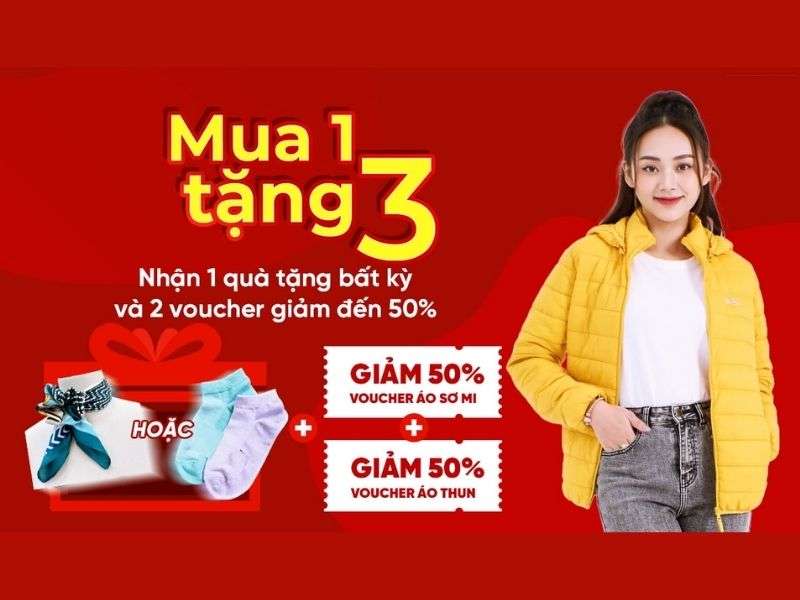 Mua 1
tặng 3
Nhận 1 quà tặng bất kỳ
và 2 voucher giảm đến 50%
HOẶC
+
GIẢM 50%
VOUCHER ÁO SƠ MI
+
GIẢM 50%
VOUCHER ÁO THUN